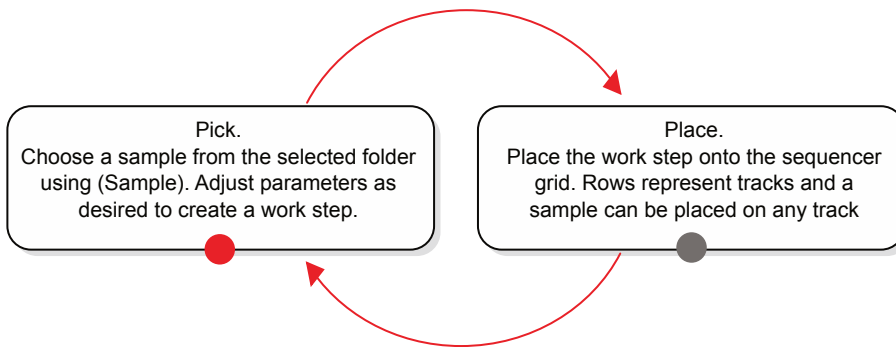 Pick.
Choose a sample from the selected folder
using (Sample). Adjust parameters as
desired to create a work step.
Place.
Place the work step onto the sequencer
grid. Rows represent tracks and a
sample can be placed on any track